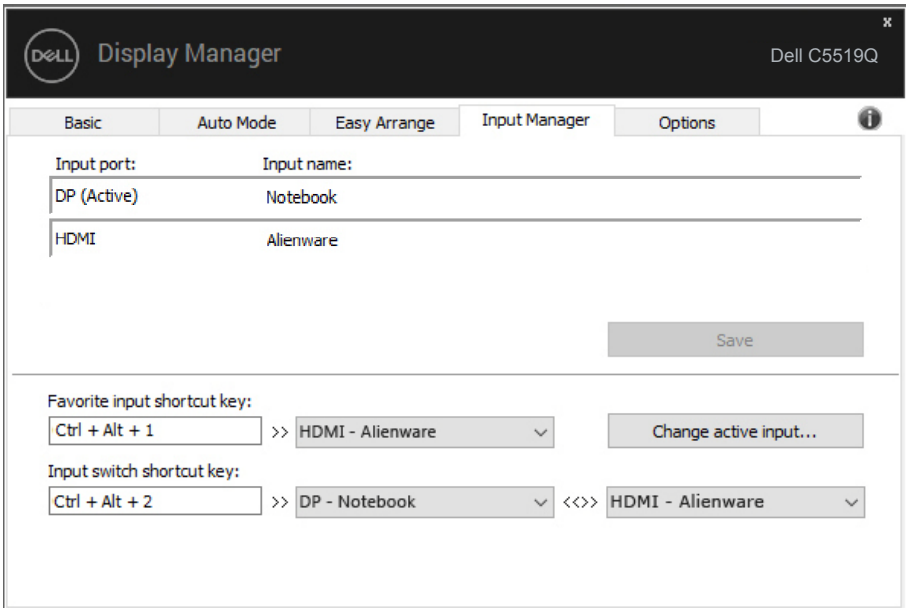 x
DELL Display Manager Dell C5519Q
Basic Auto Mode Easy Arrange Input Manager Options i
Input port: Input name:
DP (Active) Notebook
HDMI Alienware
Save
Favorite input shortcut key:
Ctrl + Alt + 1 >> HDMI - Alienware Change active input...
Input switch shortcut key:
Ctrl + Alt + 2 >> DP - Notebook <<>> HDMI - Alienware